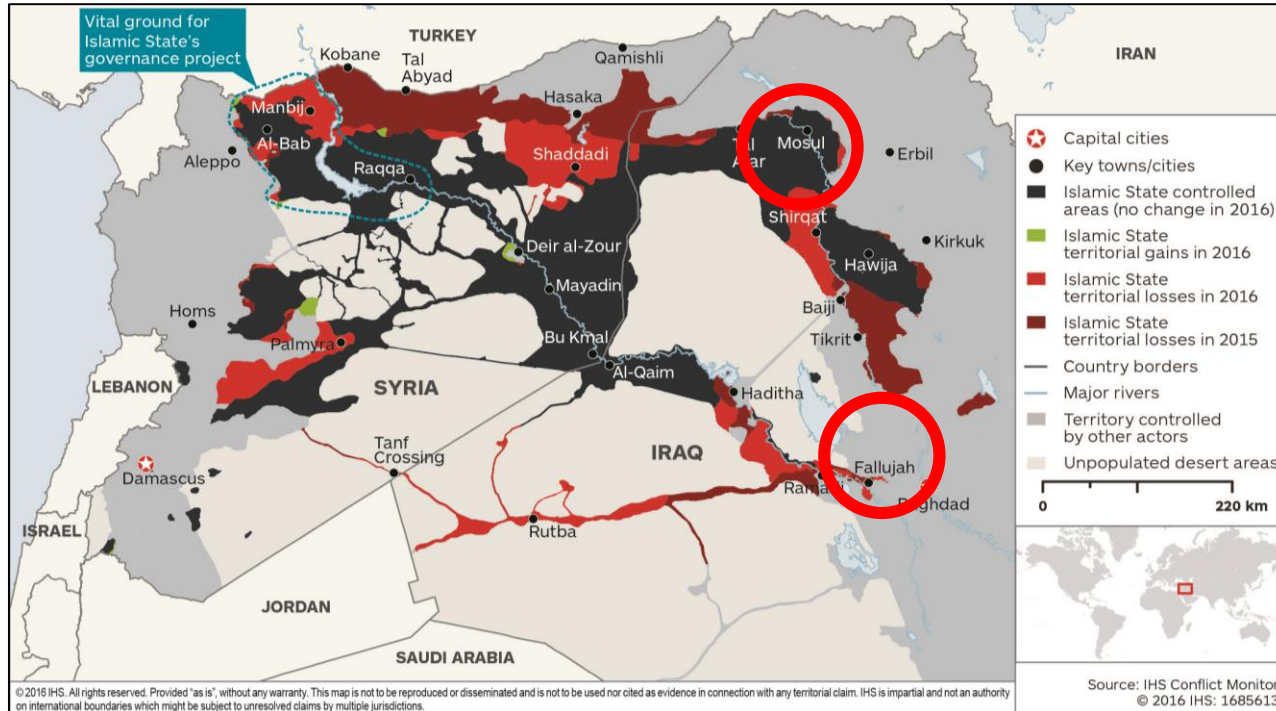 Vital ground for
Islamic State's
governance project
TURKEY
IRAN
Kobane
Tal
Abyad
Qamishli
Hasaka
Manbij
Al-Bab
Aleppo
Raqqa
Shaddadi
Tal
Afar
Mosul
Erbil
Shirqat
Kirkuk
Hawija
Deir al-Zour
Mayadin
Homs
Baiji
Palmyra
Bu Kmal
Tikrit
Al-Qaim
LEBANON
SYRIA
Haditha
Tanf
Crossing
IRAQ
Fallujah
Damascus
Ramadi
Baghdad
ISRAEL
Rutba
JORDAN
SAUDI ARABIA
Capital cities
Key towns/cities
Islamic State controlled
areas (no change in 2016)
Islamic State
territorial gains in 2016
Islamic State
territorial losses in 2016
Islamic State
territorial losses in 2015
Country borders
Major rivers
Territory controlled
by other actors
Unpopulated desert areas
0 220 km
Source: IHS Conflict Monitor
© 2016 IHS: 1685613
© 2016 IHS. All rights reserved. Provided "as is", without any warranty. This map is not to be reproduced or disseminated and is not to be used nor cited as evidence in connection with any territorial claim. IHS is impartial and not an authority
on international boundaries which might be subject to unresolved claims by multiple jurisdictions.